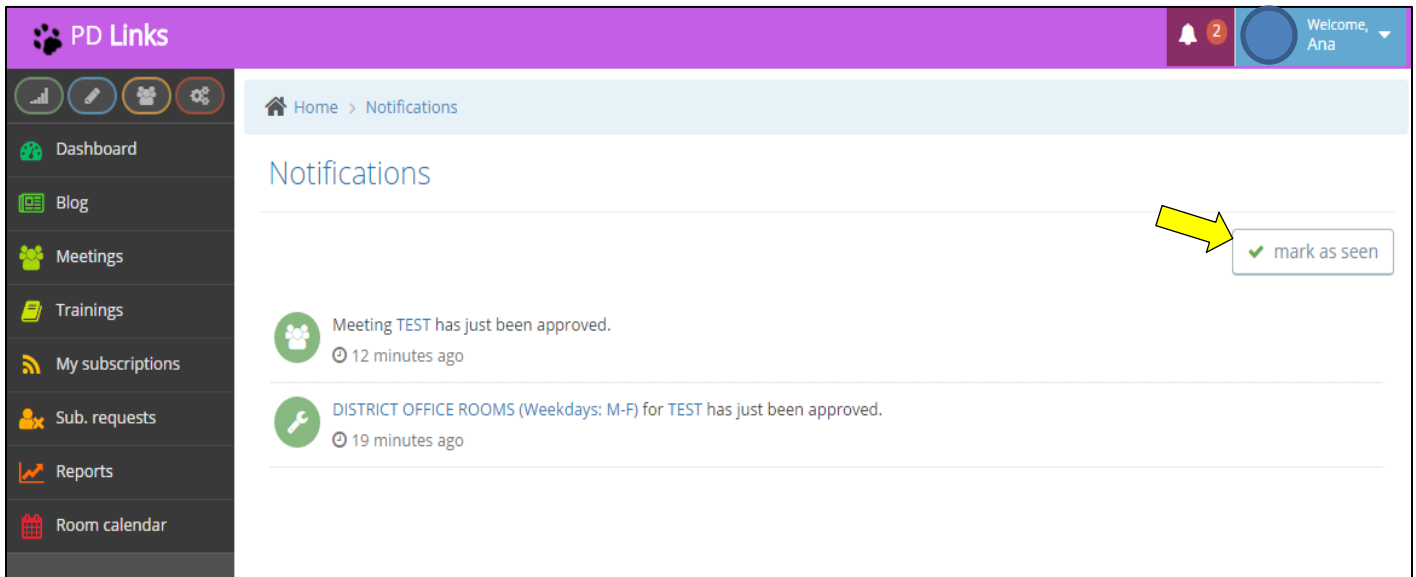 PD Links
2
Welcome,
Ana
Home > Notifications
Dashboard
Blog
Meetings
Trainings
My subscriptions
Sub. requests
Reports
Room calendar
Notifications
mark as seen
Meeting TEST has just been approved.
12 minutes ago
DISTRICT OFFICE ROOMS (Weekdays: M-F) for TEST has just been approved.
19 minutes ago